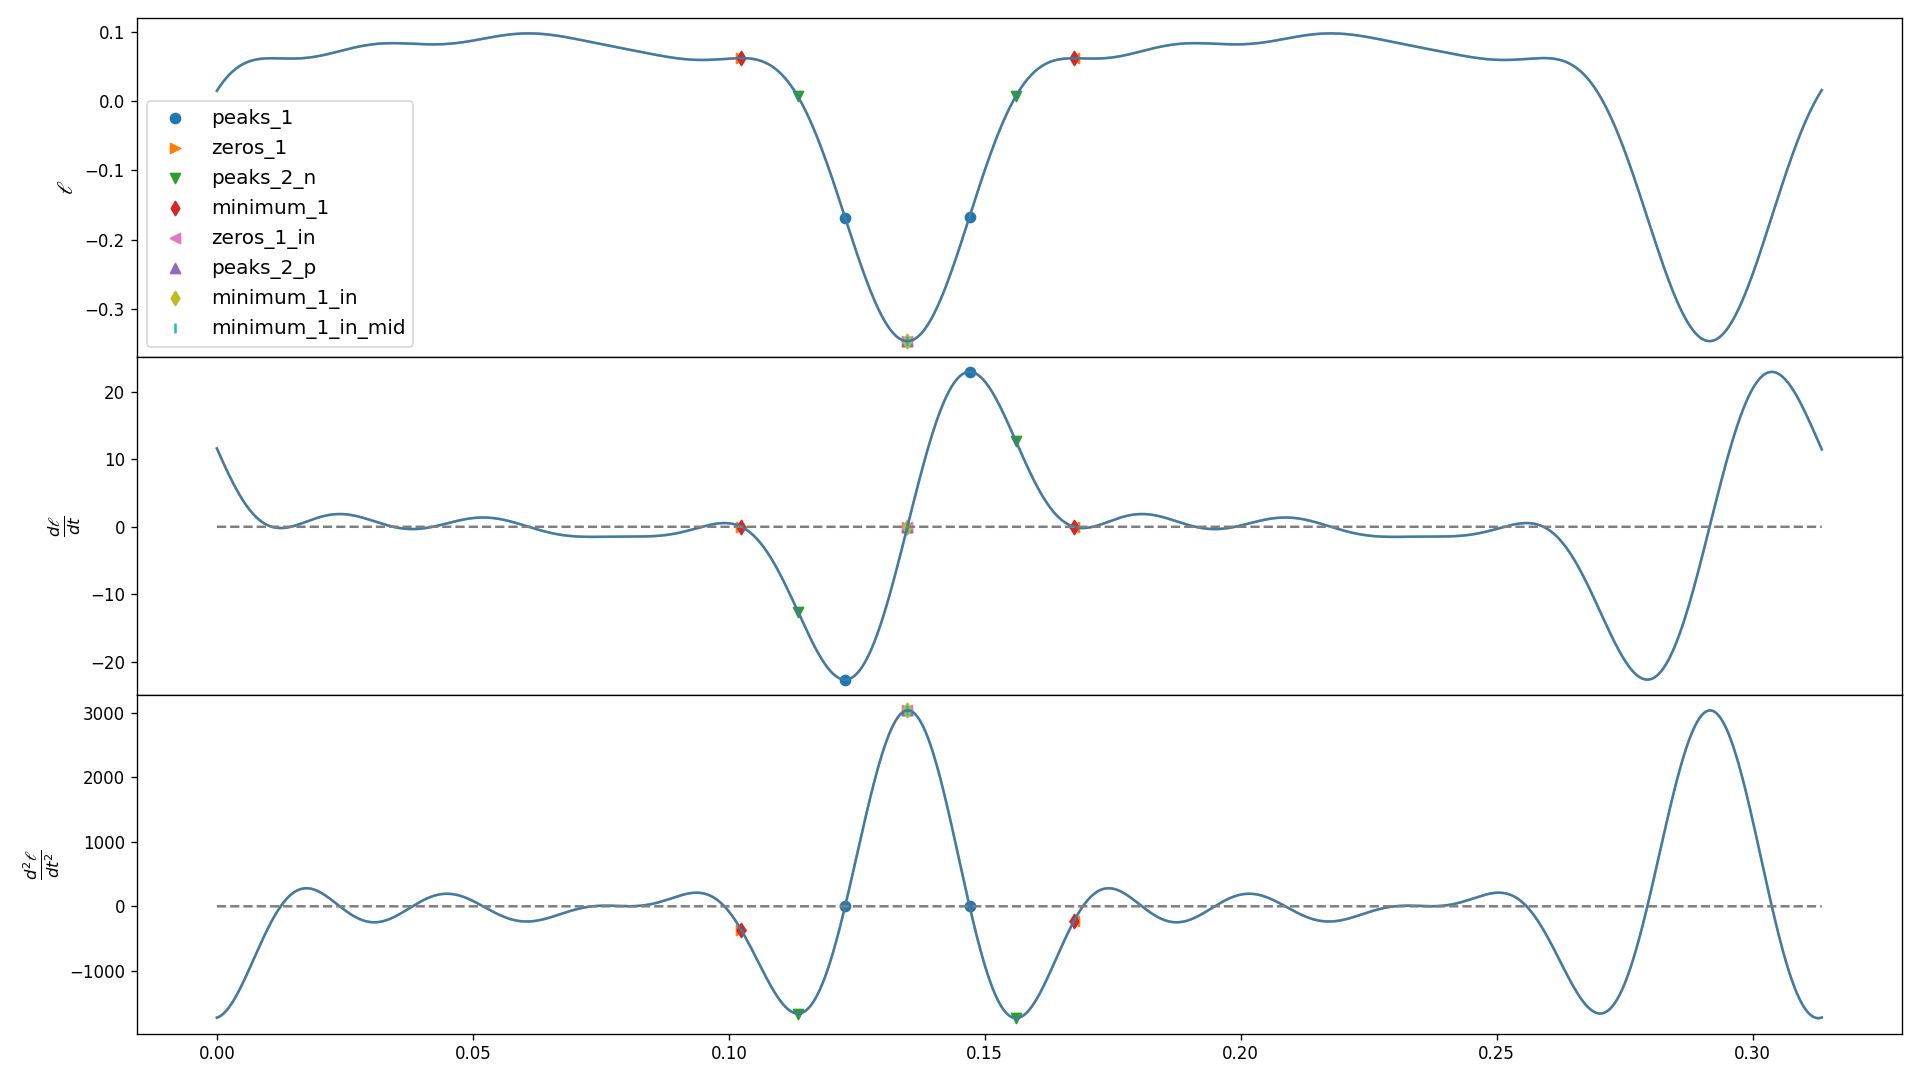 0.1
0.0
−0.1
−0.2
−0.3
ℓ
peaks_1
zeros_1
peaks_2_n
minimum_1
zeros_1_in
peaks_2_p
minimum_1_in
minimum_1_in_mid
20
10
0
−10
−20
dℓ
dt
3000
2000
1000
0
−1000
d²ℓ
dt²
0.00 0.05 0.10 0.15 0.20 0.25 0.30